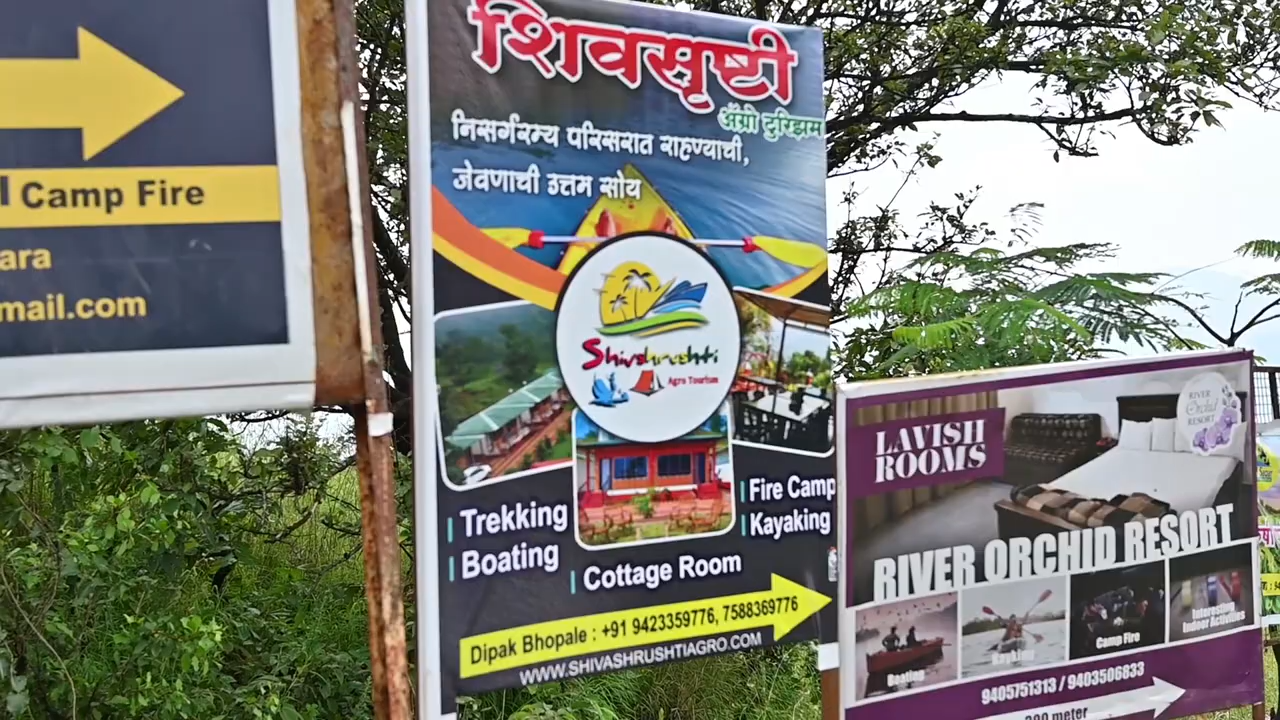 Camp Fire
ara
mail.com
शिवसृष्टी
ॲग्रो टुरिझम
निसर्गरम्य परिसरात राहण्याची,
जेवणाची उत्तम सोय
Shivshrushti
Agro Tourism
Trekking
Boating
Fire Camp
Kayaking
Cottage Room
Dipak Bhopale : +91 9423359776, 7588369776
WWW.SHIVASHRUSHTIAGRO.COM
LAVISH
ROOMS
RIVER
Orchid
RESORT
RIVER ORCHID RESORT
Boating
Kayaking
Camp Fire
Interesting
Indoor Activities
9405751313 / 9403506833
meter